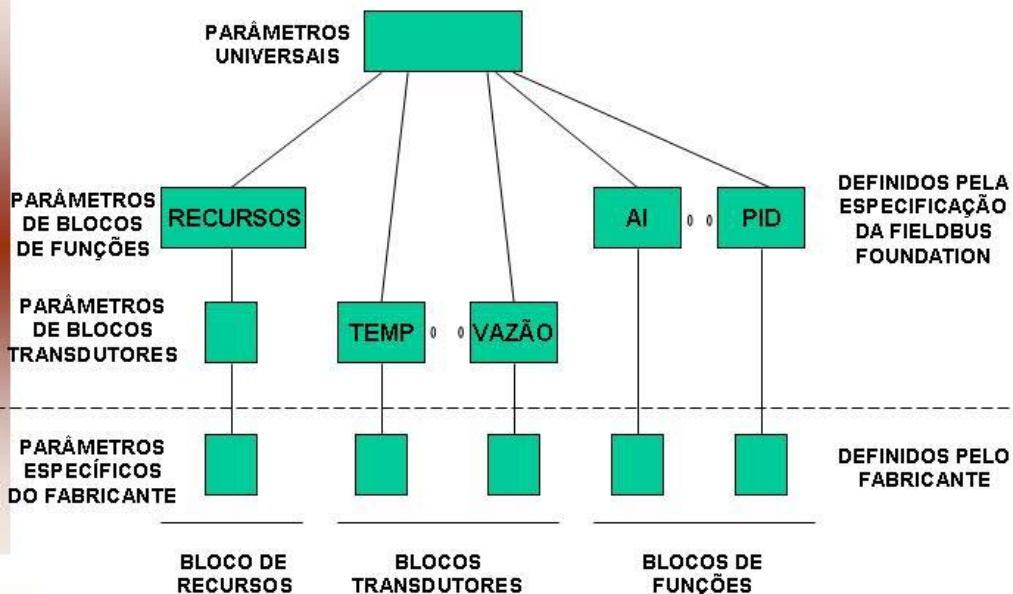 PARÂMETROS
UNIVERSAIS
PARÂMETROS
DE BLOCOS
DE FUNÇÕES
RECURSOS
AI
PID
DEFINIDOS PELA
ESPECIFICAÇÃO
DA FIELDBUS
FOUNDATION
PARÂMETROS
DE BLOCOS
TRANSDUTORES
TEMP
VAZÃO
PARÂMETROS
ESPECÍFICOS
DO FABRICANTE
DEFINIDOS PELO
FABRICANTE
BLOCO DE
RECURSOS
BLOCOS
TRANSDUTORES
BLOCOS DE
FUNÇÕES